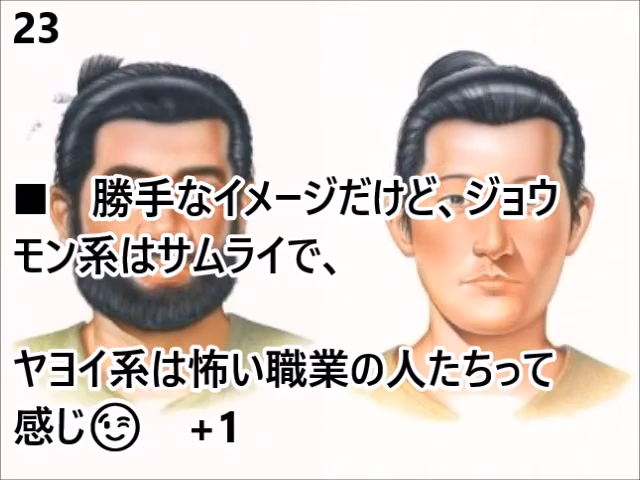 23
■　勝手なイメージだけど、ジョウ
モン系はサムライで、
ヤヨイ系は怖い職業の人たちって
感じ😉　+1